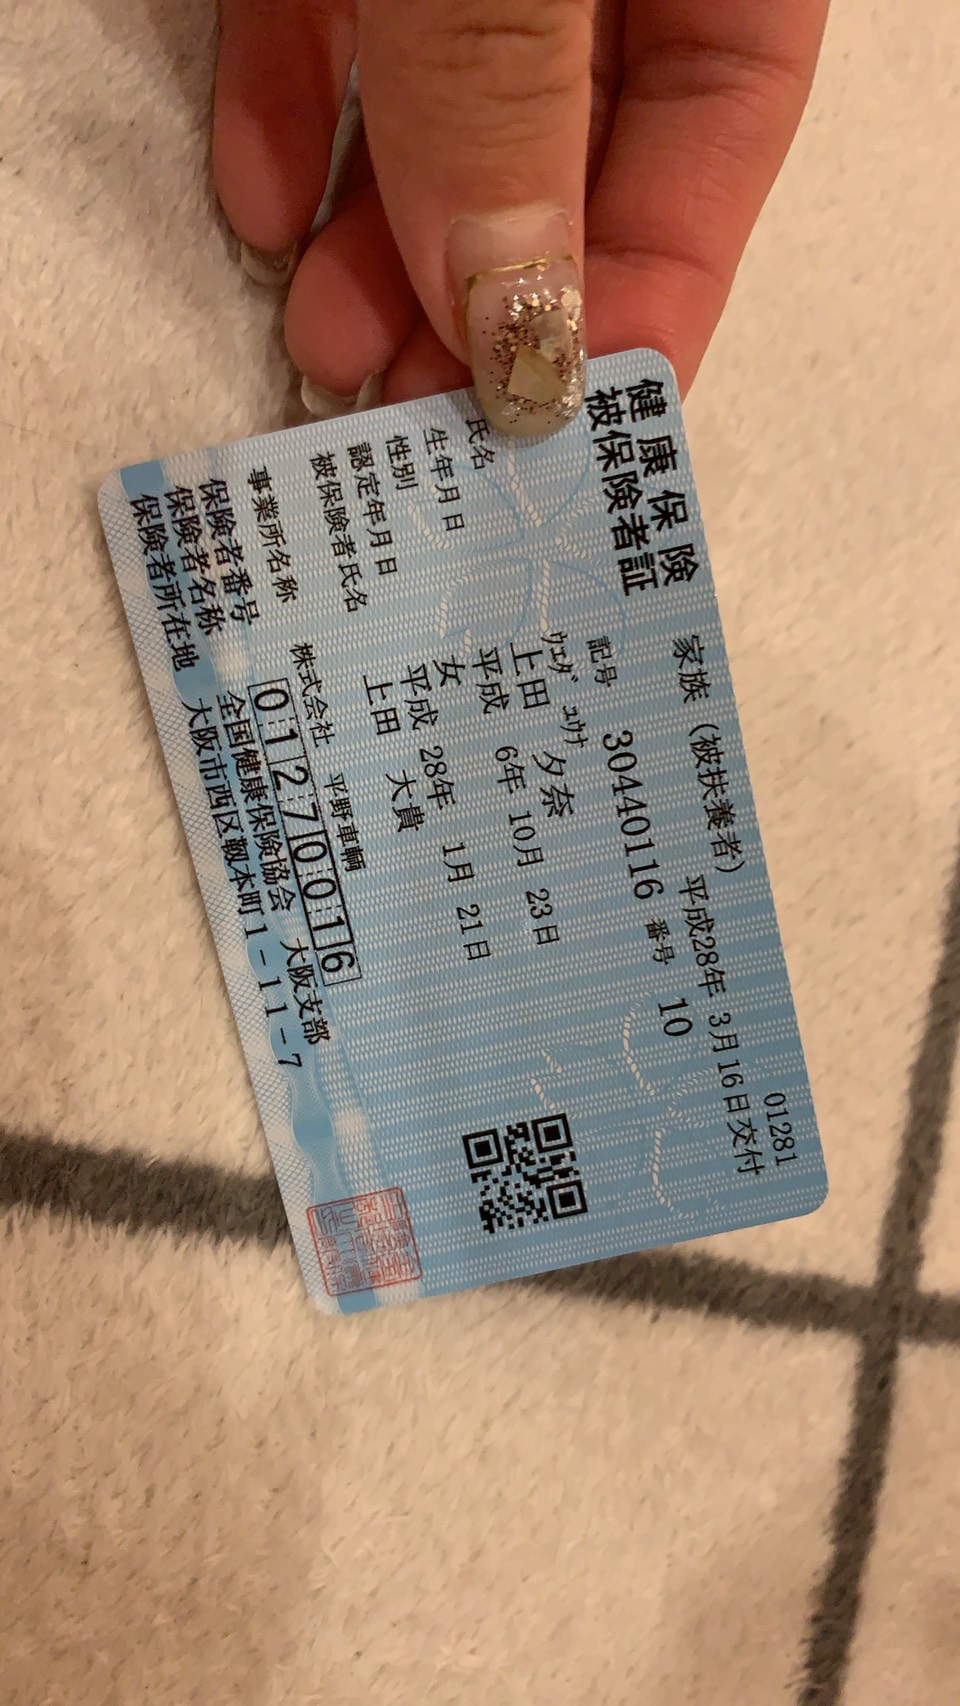 健康保険 家族（被扶養者） 01281
被保険者証 平成28年 3月 16日交付
記号 30440116 番号 10
ｳｴﾀﾞ ﾕｳﾅ
氏名 上田 夕奈
生年月日 平成 6年 10月 23日
性別 女
認定年月日 平成 28年 1月 21日
被保険者氏名 上田 大貴
事業所名称 株式会社 平野車輌
保険者番号 01270016
保険者名称 全国健康保険協会 大阪支部
保険者所在地 大阪市西区靱本町1-11-7